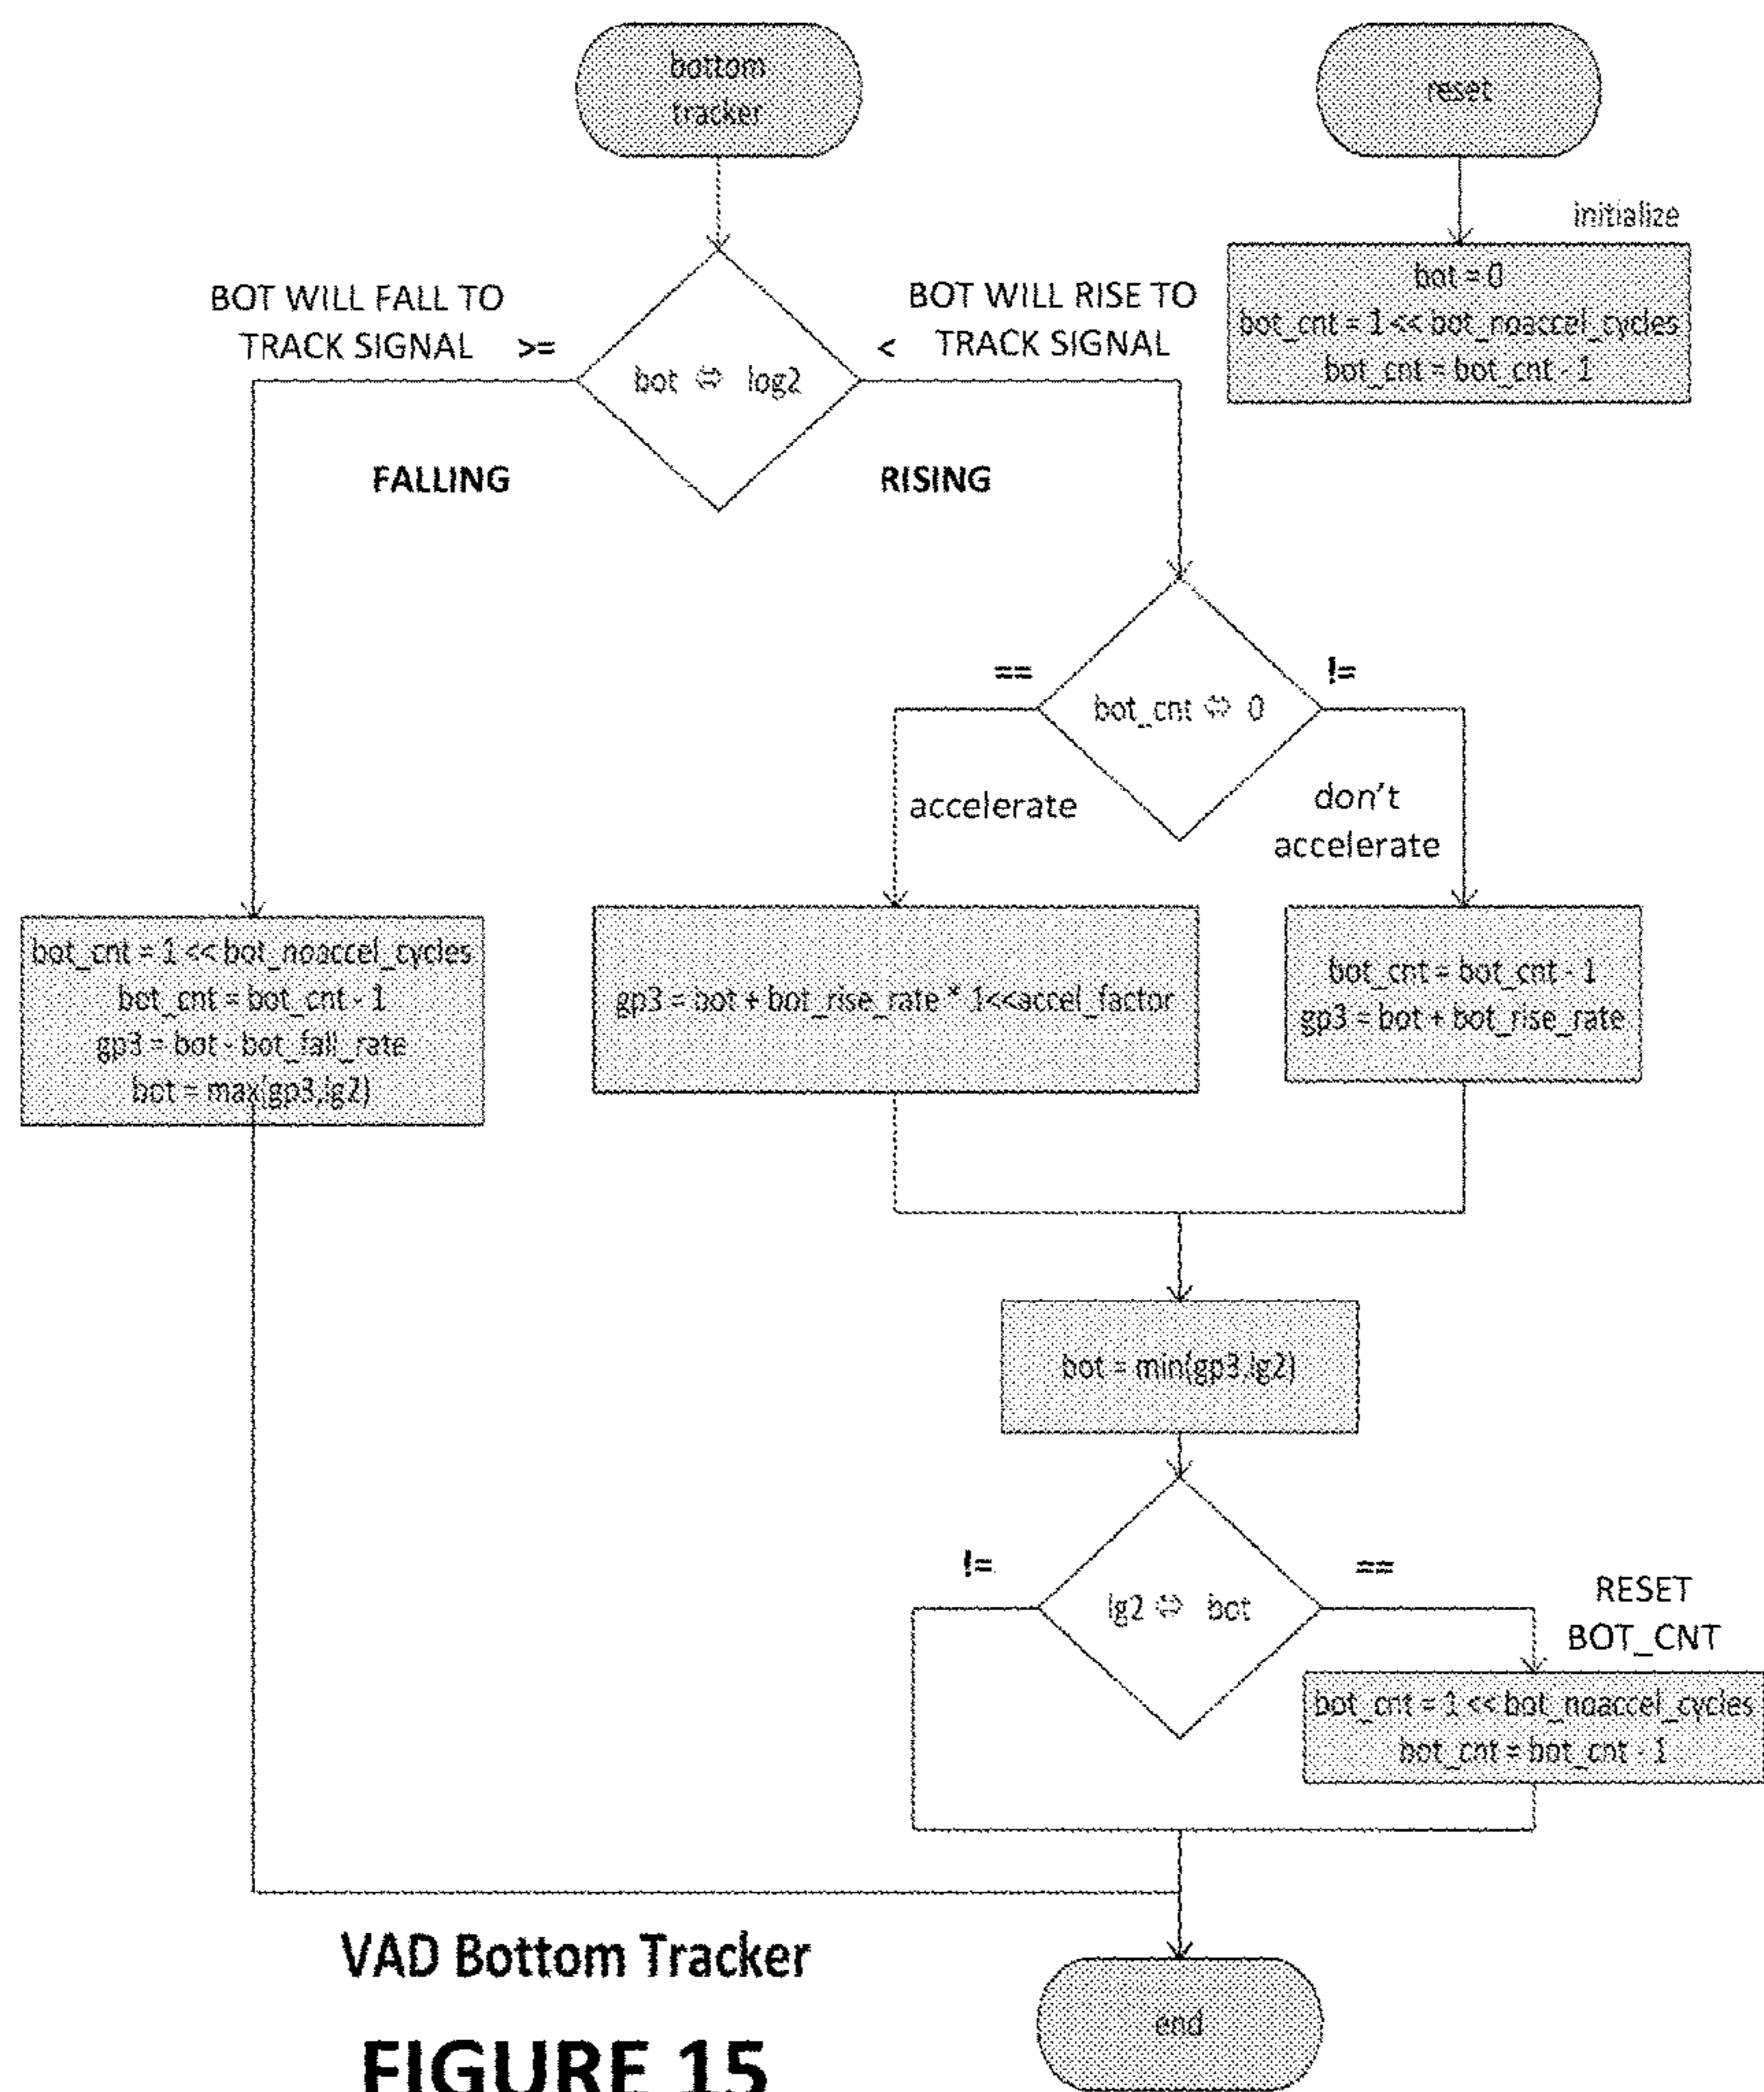 bottom
tracker
reset
initialize
bot = 0
bot_cnt = 1 << bot_noaccel_cycles
bot_cnt = bot_cnt - 1
BOT WILL FALL TO
TRACK SIGNAL >=
BOT WILL RISE TO
< TRACK SIGNAL
bot ⇔ log2
FALLING
RISING
==
!=
bot_cnt ⇔ 0
accelerate
don't
accelerate
bot_cnt = 1 << bot_noaccel_cycles
bot_cnt = bot_cnt - 1
gp3 = bot - bot_fall_rate
bot = max(gp3,lg2)
gp3 = bot + bot_rise_rate * 1<<accel_factor
bot_cnt = bot_cnt - 1
gp3 = bot + bot_rise_rate
bot = min(gp3,lg2)
!=
==
lg2 ⇔ bot
RESET
BOT_CNT
bot_cnt = 1 << bot_noaccel_cycles
bot_cnt = bot_cnt - 1
VAD Bottom Tracker
end
FIGURE 15